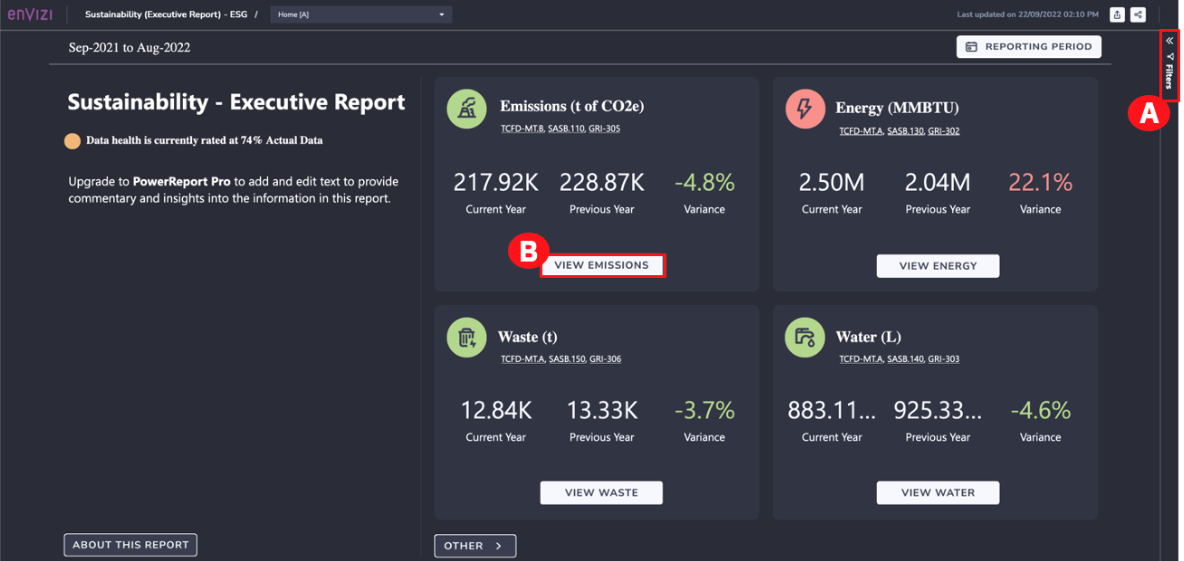 enVIZI
Sustainability (Executive Report) - ESG /
Home [A]
Last updated on 22/09/2022 02:10 PM
Sep-2021 to Aug-2022
REPORTING PERIOD
Filters
A
Sustainability - Executive Report
Data health is currently rated at 74% Actual Data
Upgrade to PowerReport Pro to add and edit text to provide
commentary and insights into the information in this report.
Emissions (t of CO2e)
TCFD-MT.B, SASB.110, GRI-305
217.92K 228.87K -4.8%
Current Year Previous Year Variance
B
VIEW EMISSIONS
Energy (MMBTU)
TCFD-MT.A, SASB.130, GRI-302
2.50M 2.04M 22.1%
Current Year Previous Year Variance
VIEW ENERGY
Waste (t)
TCFD-MT.A, SASB.150, GRI-306
12.84K 13.33K -3.7%
Current Year Previous Year Variance
VIEW WASTE
Water (L)
TCFD-MT.A, SASB.140, GRI-303
883.11... 925.33... -4.6%
Current Year Previous Year Variance
VIEW WATER
ABOUT THIS REPORT
OTHER >